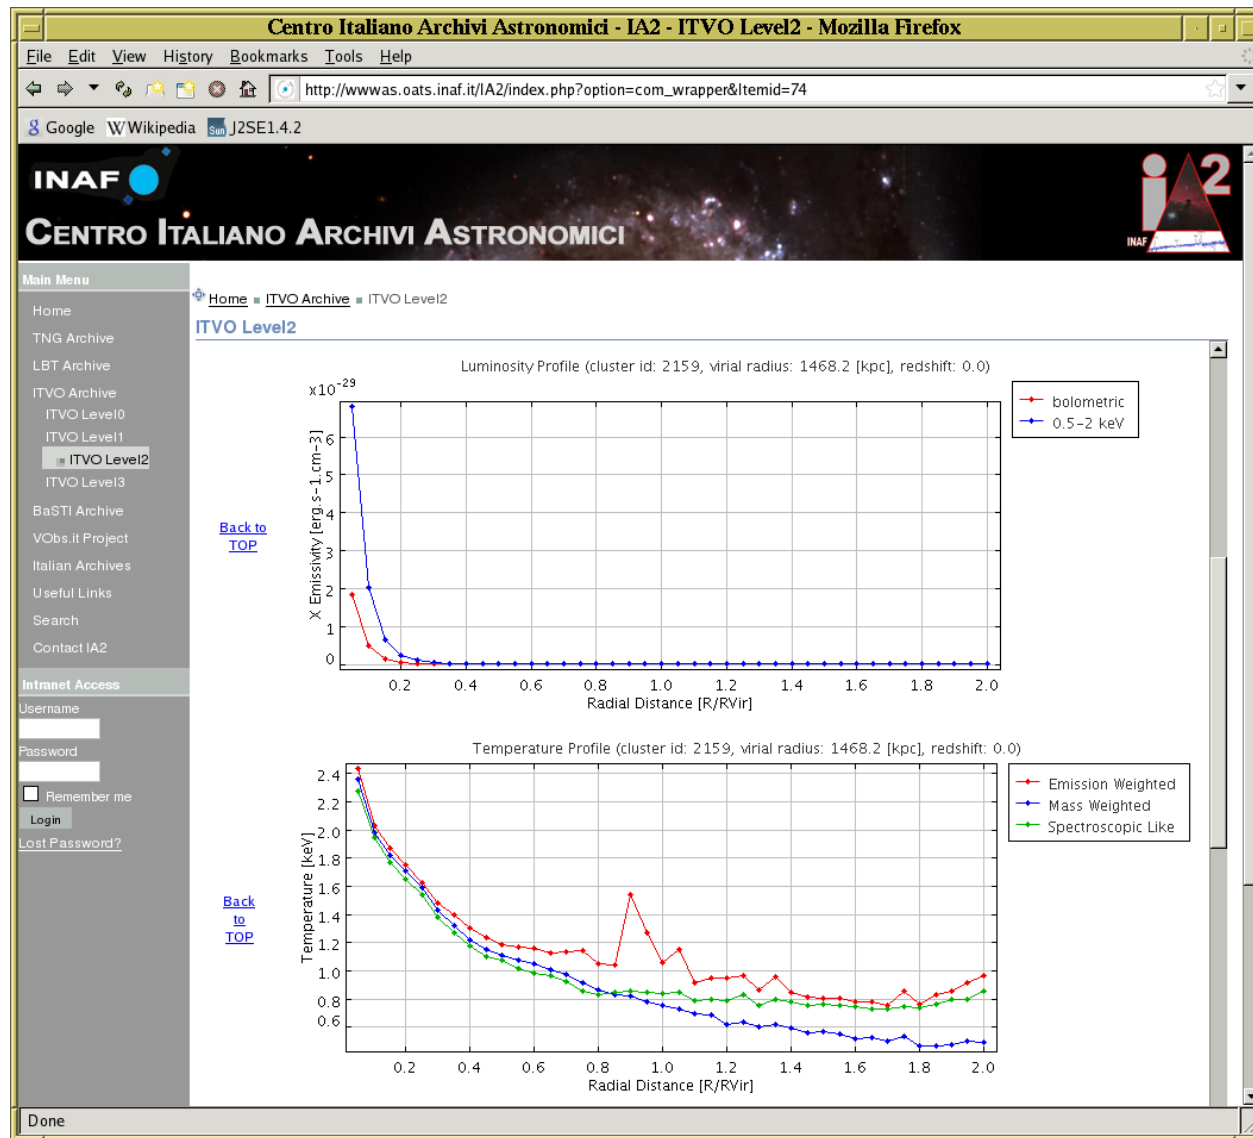 Centro Italiano Archivi Astronomici - IA2 - ITVO Level2 - Mozilla Firefox
File Edit View History Bookmarks Tools Help
http://wwwas.oats.inaf.it/IA2/index.php?option=com_wrapper&Itemid=74
Google Wikipedia J2SE1.4.2
INAF
iA2
CENTRO ITALIANO ARCHIVI ASTRONOMICI
INAF
Main Menu
Home
TNG Archive
LBT Archive
ITVO Archive
ITVO Level0
ITVO Level1
ITVO Level2
ITVO Level3
BaSTI Archive
VObs.it Project
Italian Archives
Useful Links
Search
Contact IA2
Intranet Access
Username
Password
Remember me
Login
Lost Password?
Home ITVO Archive ITVO Level2
ITVO Level2
Luminosity Profile (cluster id: 2159, virial radius: 1468.2 [kpc], redshift: 0.0)
x10-29
bolometric
0.5-2 keV
X Emissivity [erg.s-1.cm-3]
6
5
4
3
2
1
0
0.2 0.4 0.6 0.8 1.0 1.2 1.4 1.6 1.8 2.0
Radial Distance [R/RVir]
Back to
TOP
Temperature Profile (cluster id: 2159, virial radius: 1468.2 [kpc], redshift: 0.0)
Emission Weighted
Mass Weighted
Spectroscopic Like
Temperature [keV]
2.4
2.2
2.0
1.8
1.6
1.4
1.2
1.0
0.8
0.6
0.2 0.4 0.6 0.8 1.0 1.2 1.4 1.6 1.8 2.0
Radial Distance [R/RVir]
Back
to
TOP
Done